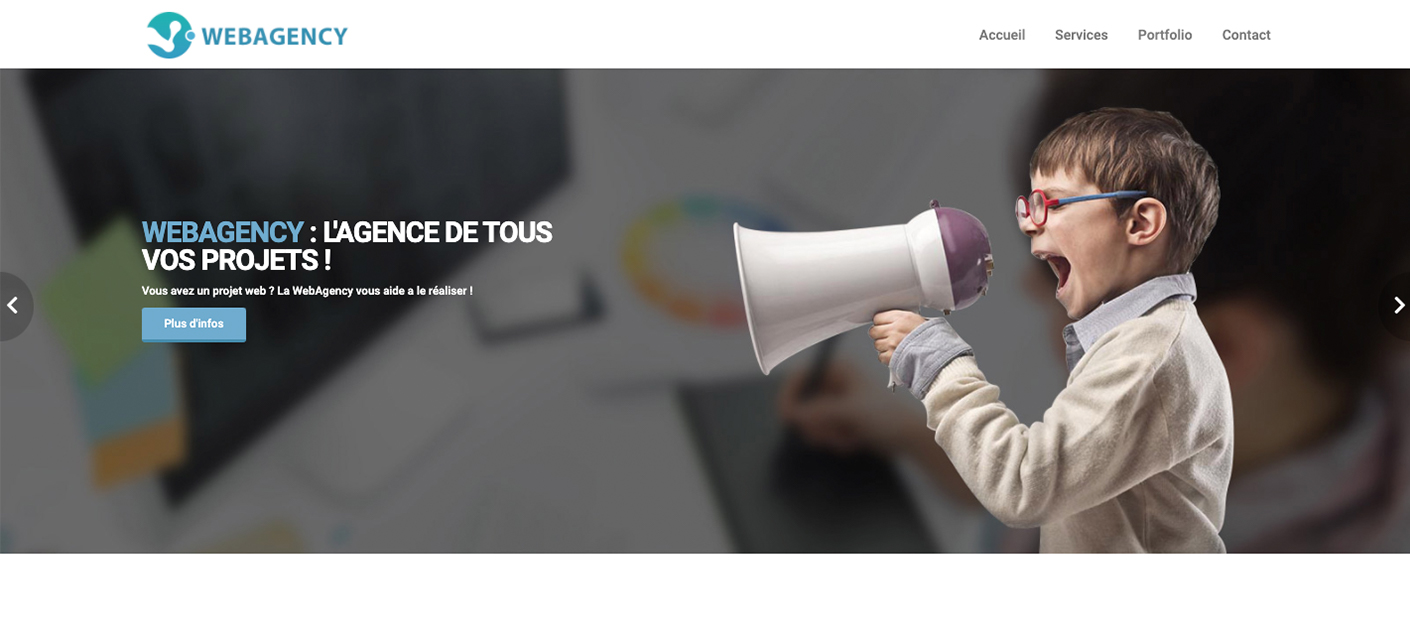 WEBAGENCY
Accueil Services Portfolio Contact
WEBAGENCY : L'AGENCE DE TOUS
VOS PROJETS !
Vous avez un projet web ? La WebAgency vous aide a le réaliser !
Plus d'infos